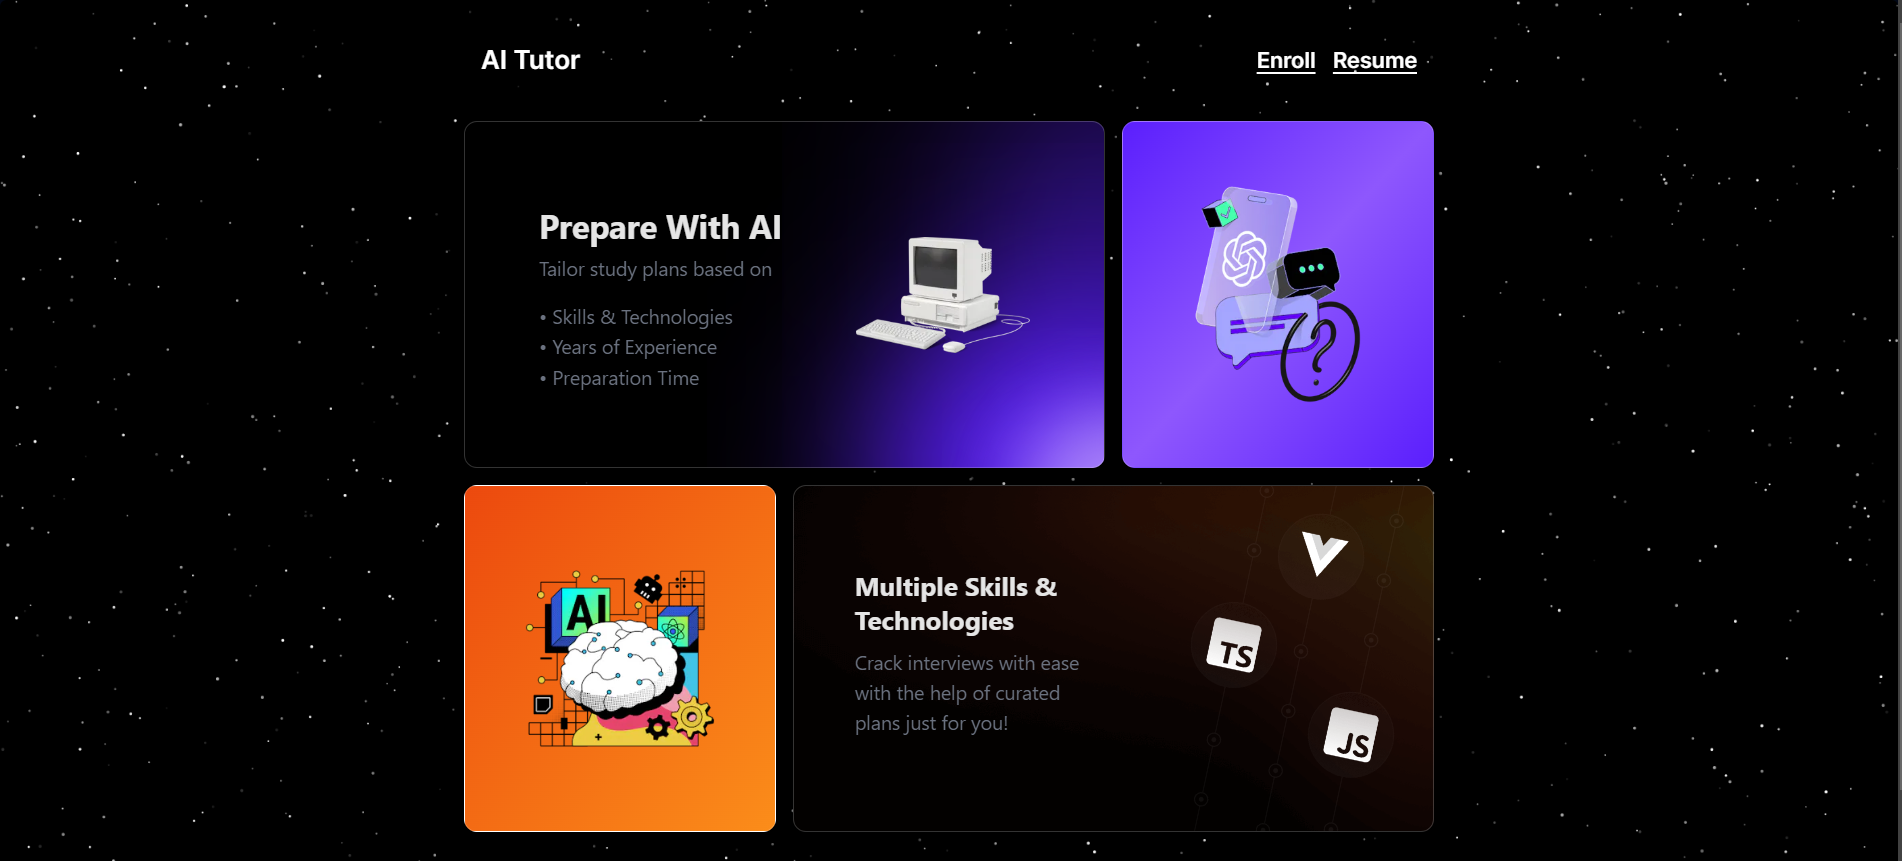 AI Tutor
Enroll Resume
Prepare With AI
Tailor study plans based on
• Skills & Technologies
• Years of Experience
• Preparation Time
?
AI
Multiple Skills &
Technologies
Crack interviews with ease
with the help of curated
plans just for you!
TS
JS